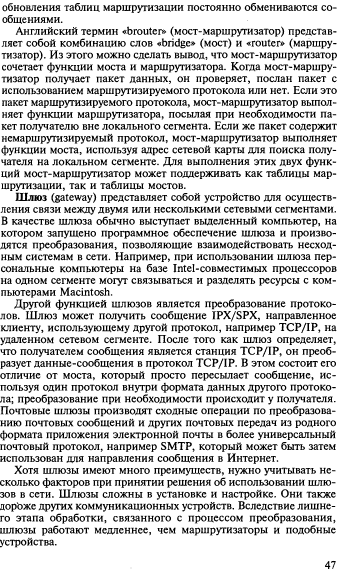 обновления таблиц маршрутизации постоянно обмениваются со-
общениями.
Английский термин «brouter» (мост-маршрутизатор) представ-
ляет собой комбинацию слов «bridge» (мост) и «router» (маршру-
тизатор). Из этого можно сделать вывод, что мост-маршрутизатор
сочетает функции моста и маршрутизатора. Когда мост-маршру-
тизатор получает пакет данных, он проверяет, послан пакет с
использованием маршрутизируемого протокола или нет. Если это
пакет маршрутизируемого протокола, мост-маршрутизатор выпол-
няет функции маршрутизатора, посылая при необходимости па-
кет получателю вне локального сегмента. Если же пакет содержит
немаршрутизируемый протокол, мост-маршрутизатор выполняет
функции моста, используя адрес сетевой карты для поиска полу-
чателя на локальном сегменте. Для выполнения этих двух функ-
ций мост-маршрутизатор может поддерживать как таблицы мар-
шрутизации, так и таблицы мостов.
Шлюз (gateway) представляет собой устройство для осуществ-
ления связи между двумя или несколькими сетевыми сегментами.
В качестве шлюза обычно выступает выделенный компьютер, на
котором запущено программное обеспечение шлюза и произво-
дятся преобразования, позволяющие взаимодействовать несход-
ным системам в сети. Например, при использовании шлюза пер-
сональные компьютеры на базе Intel-совместимых процессоров
на одном сегменте могут связываться и разделять ресурсы с ком-
пьютерами Macintosh.
Другой функцией шлюзов является преобразование протоко-
лов. Шлюз может получить сообщение IPX/SPX, направленное
клиенту, использующему другой протокол, например TCP/IP, на
удаленном сетевом сегменте. После того как шлюз определяет,
что получателем сообщения является станция TCP/IP, он преоб-
разует данные-сообщения в протокол TCP/IP. В этом состоит его
отличие от моста, который просто пересылает сообщение, ис-
пользуя один протокол внутри формата данных другого протоко-
ла; преобразование при необходимости происходит у получателя.
Почтовые шлюзы производят сходные операции по преобразова-
нию почтовых сообщений и других почтовых передач из родного
формата приложения электронной почты в более универсальный
почтовый протокол, например SMTP, который может быть затем
использован для направления сообщения в Интернет.
Хотя шлюзы имеют много преимуществ, нужно учитывать не-
сколько факторов при принятии решения об использовании шлю-
зов в сети. Шлюзы сложны в установке и настройке. Они также
дороже других коммуникационных устройств. Вследствие лишне-
го этапа обработки, связанного с процессом преобразования,
шлюзы работают медленнее, чем маршрутизаторы и подобные
устройства.
47